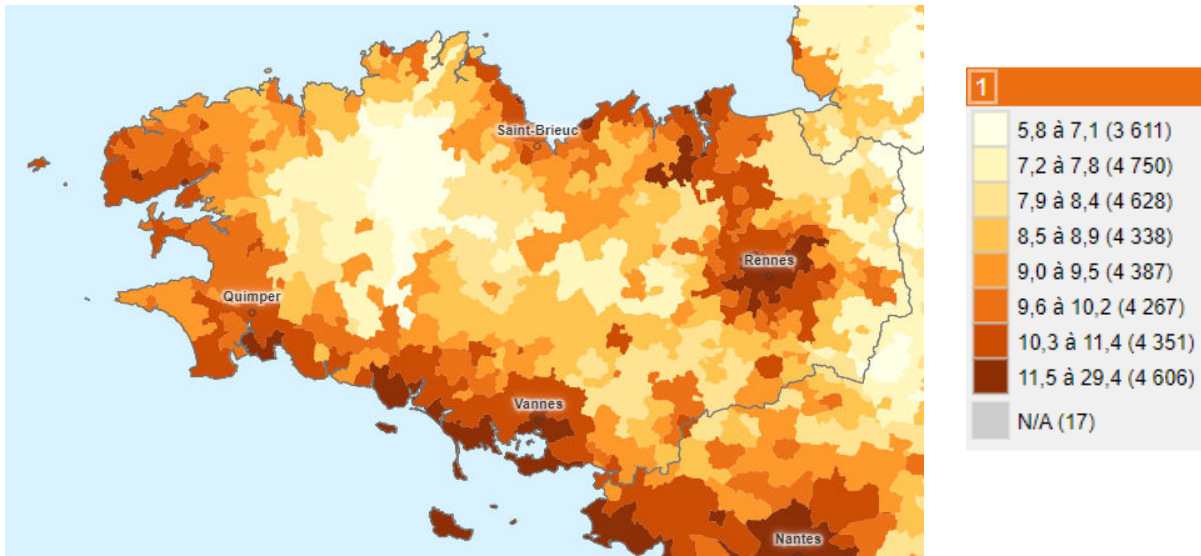 Saint-Brieuc
Rennes
Quimper
Vannes
Nantes
1
5,8 à 7,1 (3 611)
7,2 à 7,8 (4 750)
7,9 à 8,4 (4 628)
8,5 à 8,9 (4 338)
9,0 à 9,5 (4 387)
9,6 à 10,2 (4 267)
10,3 à 11,4 (4 351)
11,5 à 29,4 (4 606)
N/A (17)